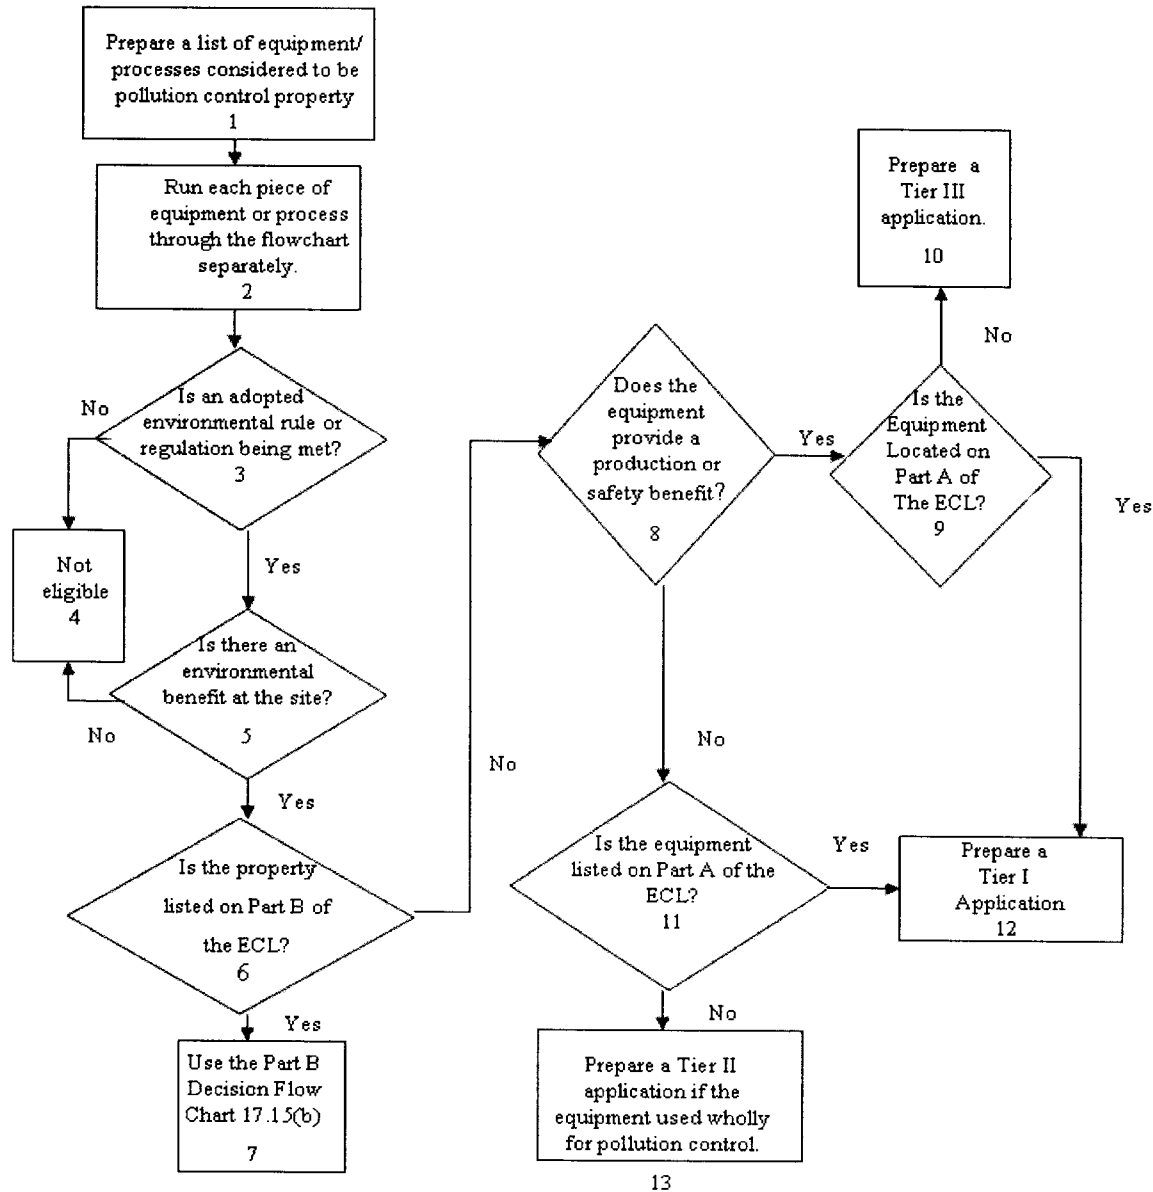 Prepare a list of equipment/
processes considered to be
pollution control property
1
Run each piece of
equipment or process
through the flowchart
separately.
2
Is an adopted
environmental rule or
regulation being met?
3
No
Yes
Not
eligible
4
Is there an
environmental
benefit at the site?
5
No
Yes
Is the property
listed on Part B of
the ECL?
6
No
Yes
Use the Part B
Decision Flow
Chart 17.15(b)
7
Does the
equipment
provide a
production or
safety benefit?
8
Yes
No
Is the
Equipment
Located on
Part A of
The ECL?
9
No
Yes
Prepare a
Tier III
application.
10
Is the equipment
listed on Part A of the
ECL?
11
Yes
No
Prepare a
Tier I
Application
12
Prepare a Tier II
application if the
equipment used wholly
for pollution control.
13